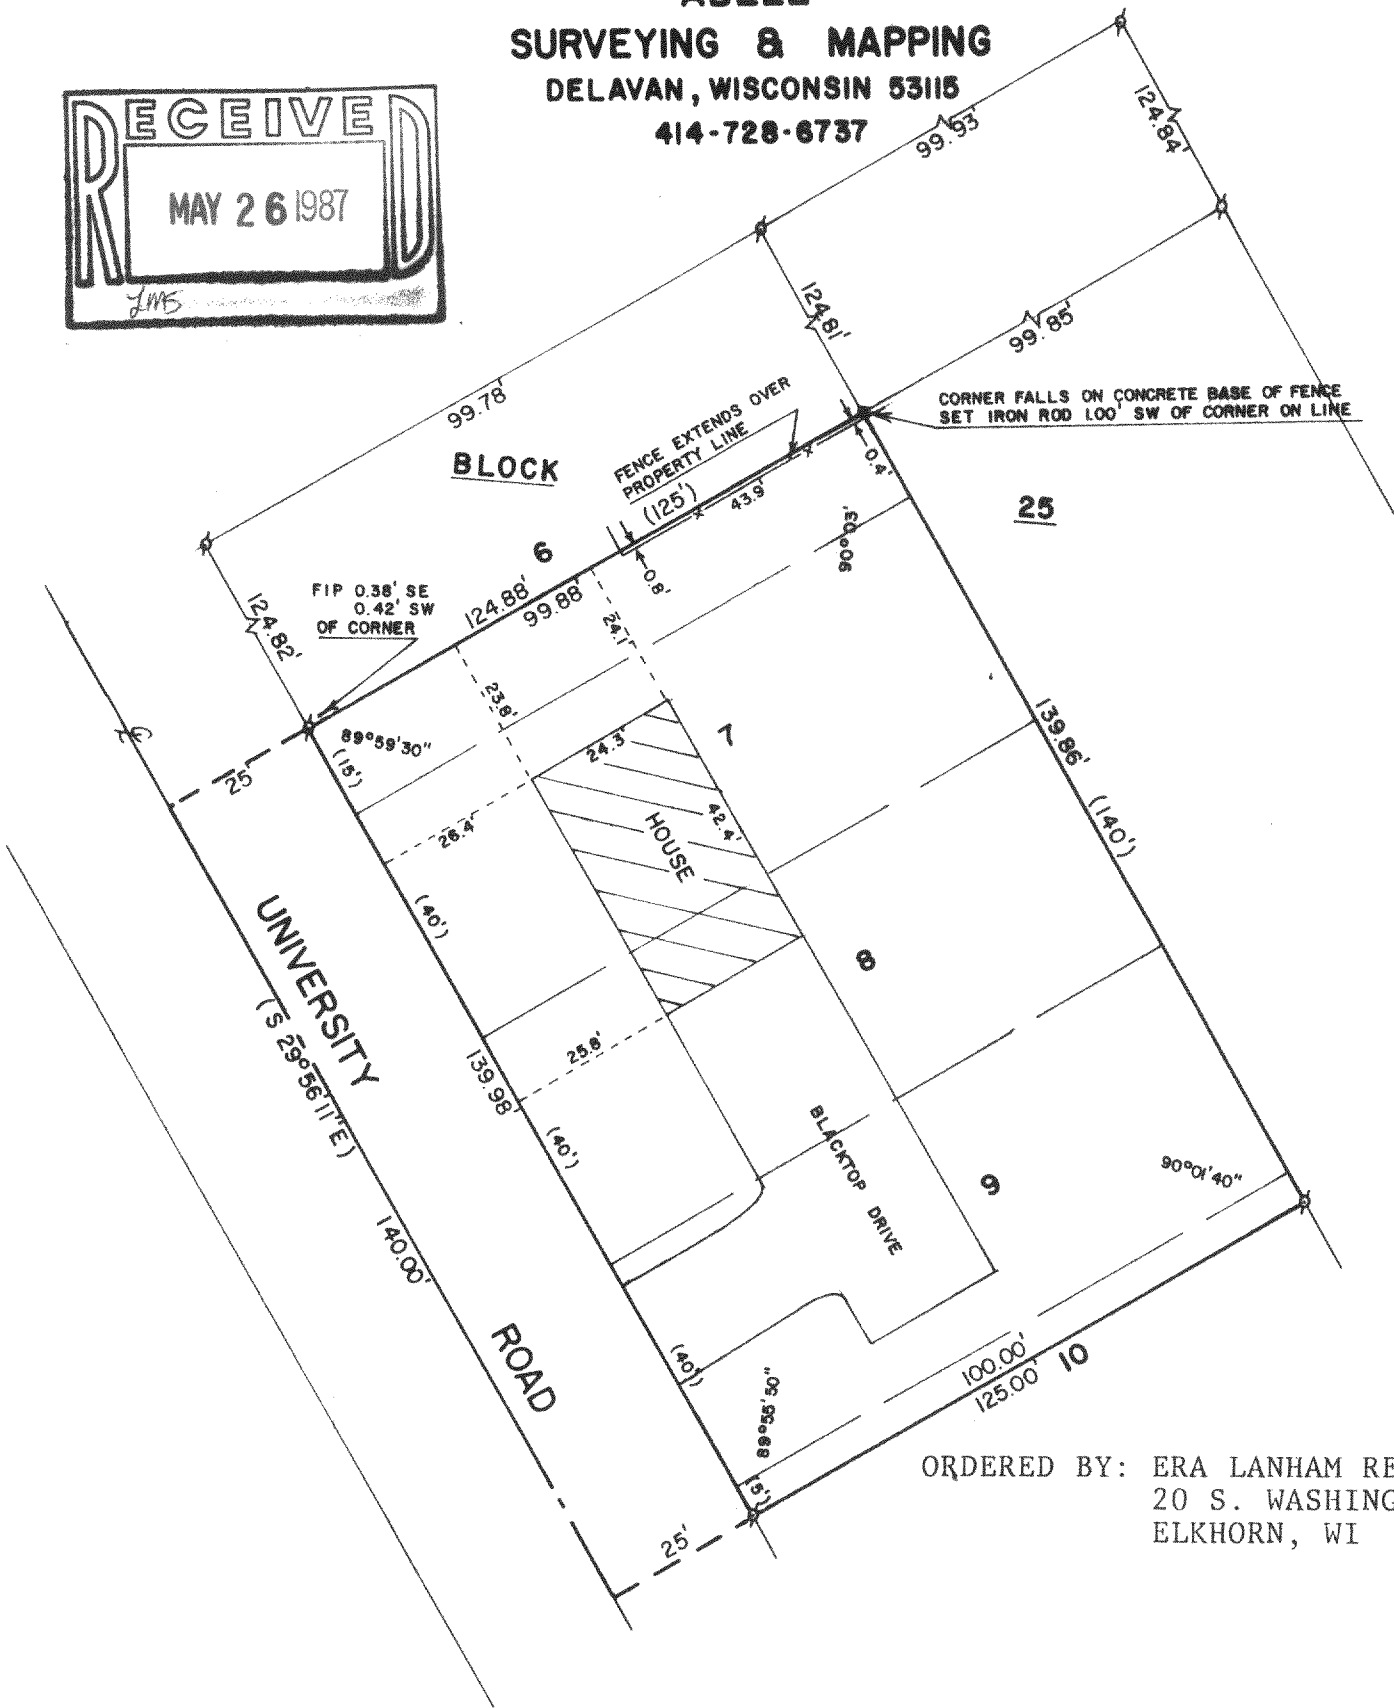 SURVEYING & MAPPING
DELAVAN, WISCONSIN 53115
414-728-6737
RECEIVED
MAY 26 1987
99.93'
124.84'
124.81'
99.85'
99.78'
BLOCK
FENCE EXTENDS OVER
PROPERTY LINE
(125')
43.9'
0.4'
CORNER FALLS ON CONCRETE BASE OF FENCE
SET IRON ROD 1.00' SW OF CORNER ON LINE
25
90°03'
6
0.8'
FIP 0.38' SE
0.42' SW
OF CORNER
124.82'
124.88'
99.88'
24.1'
23.8'
89°59'30"
(15')
25'
26.4'
24.3'
7
HOUSE
42.4'
139.86'
(140')
(40')
UNIVERSITY
(S 29°56'11"E)
8
25.8'
139.98
(40')
BLACKTOP DRIVE
9
90°01'40"
140.00'
ROAD
(40')
89°55'50"
100.00'
125.00'
10
(5')
25'
ORDERED BY: ERA LANHAM
20 S.
ELKHORN, WI